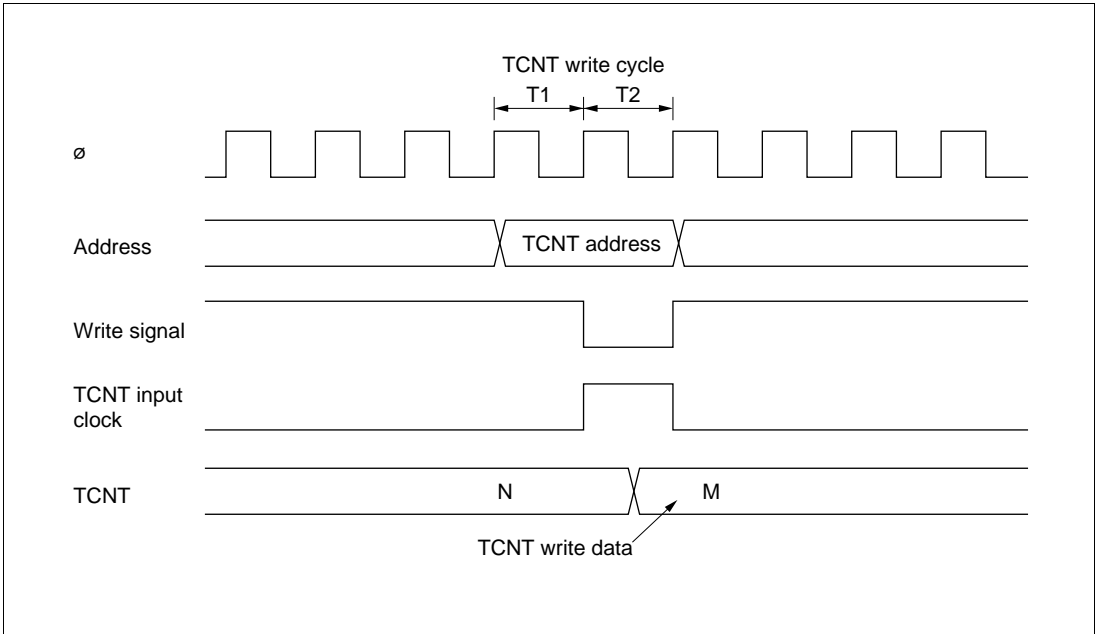 TCNT write cycle
T1 T2
ø
Address TCNT address
Write signal
TCNT input
clock
TCNT N M
TCNT write data